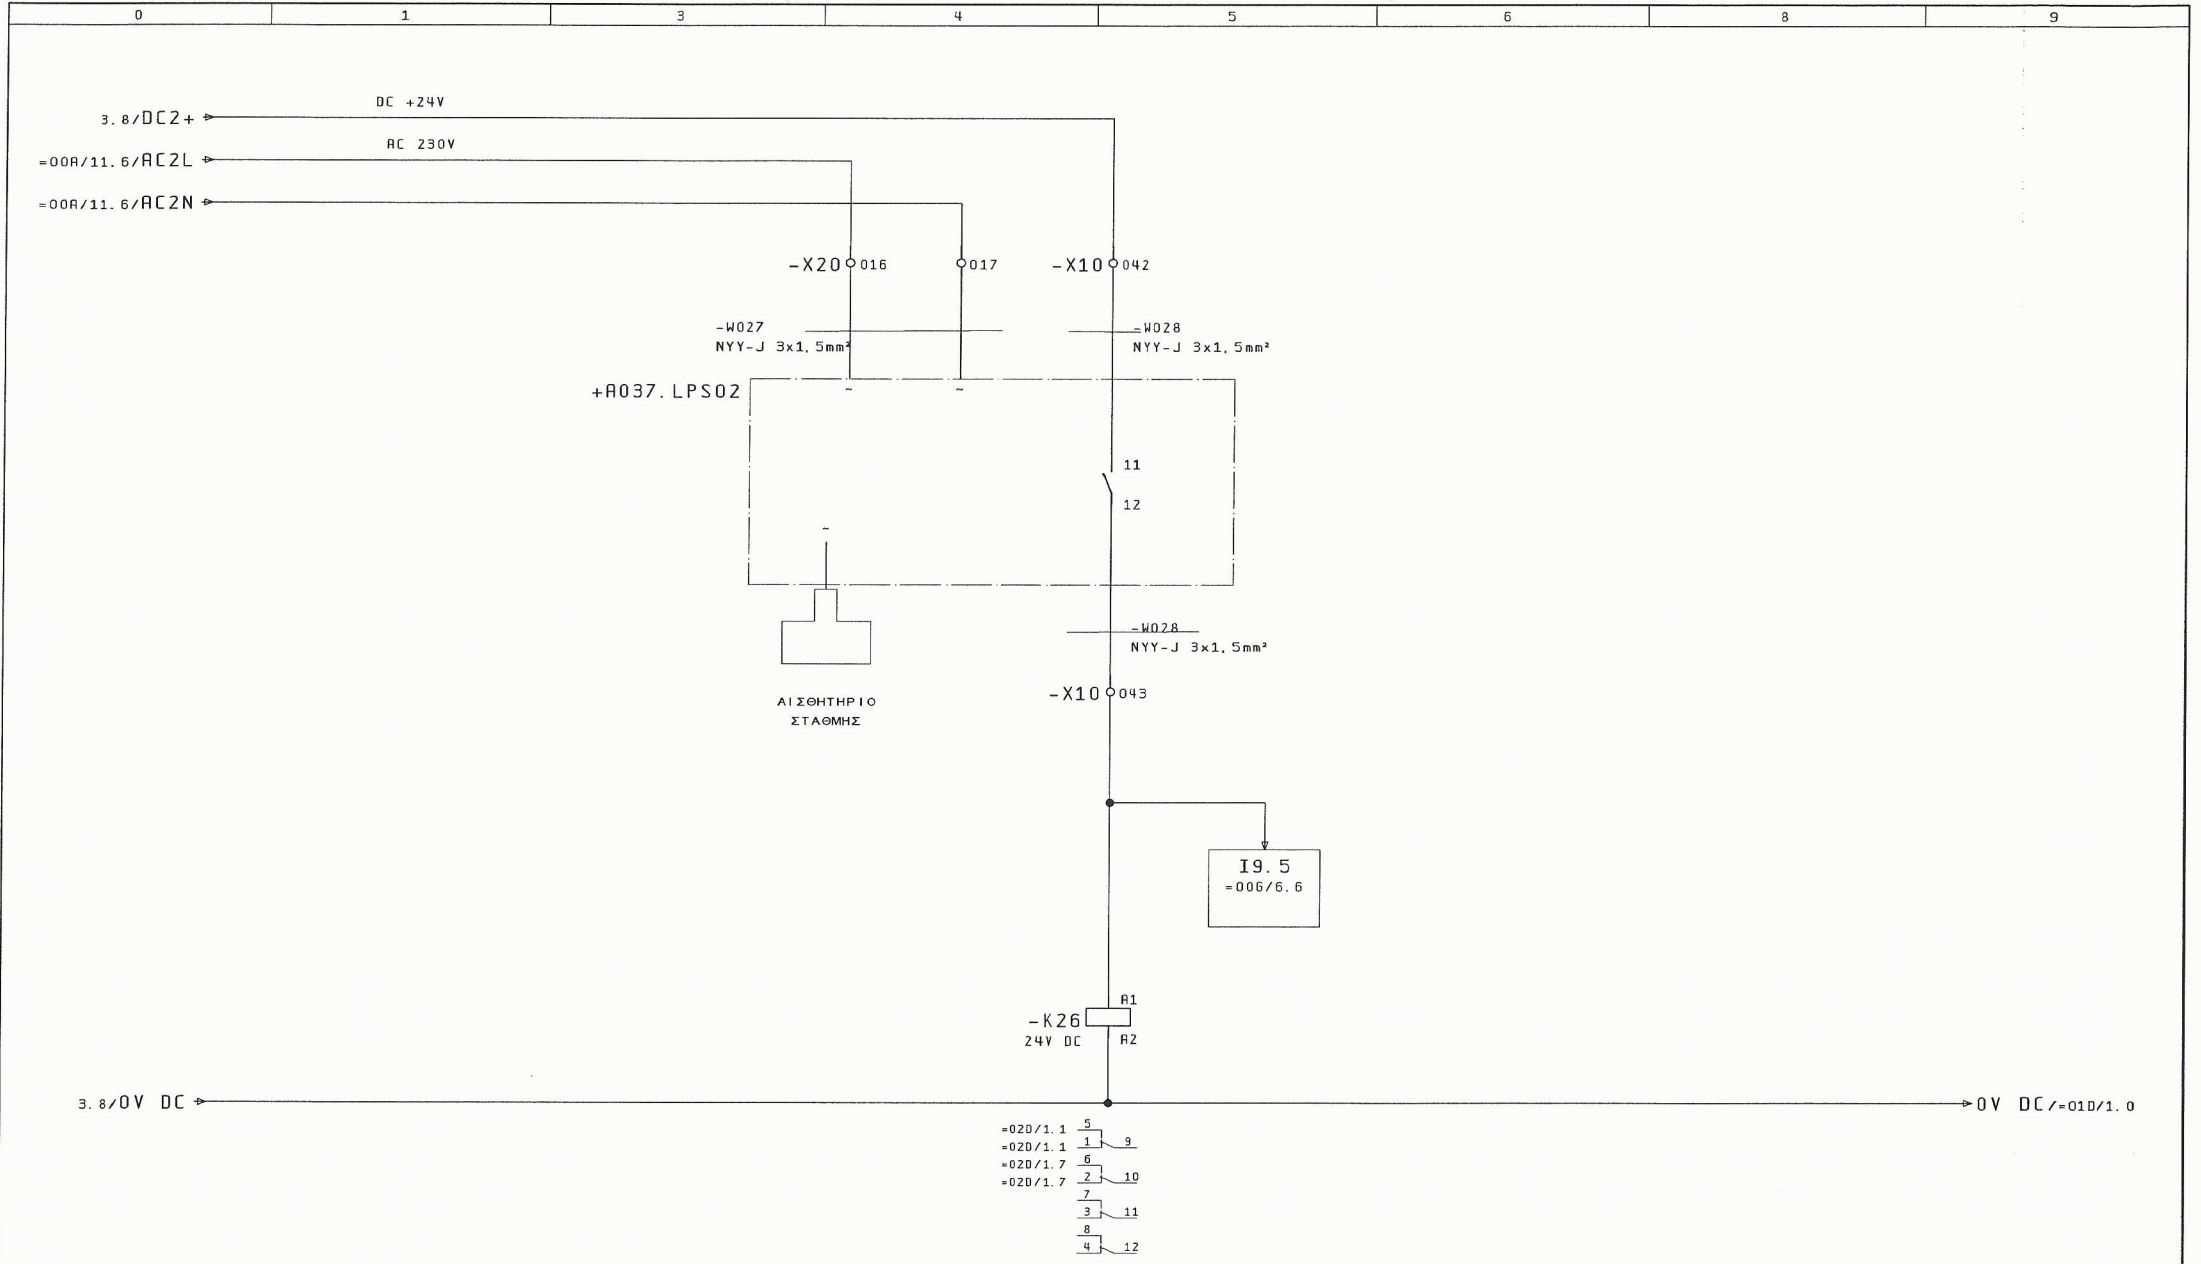 0 1 3 4 5 6 8 9
DC +24V
3.8/DC2+
AC 230V
=00A/11.6/AC2L
=00A/11.6/AC2N
-X20 016 017 -X10 042
-W027 -W028
NYY-J 3x1,5mm² NYY-J 3x1,5mm²
+A037.LPS02
~ ~
11
12
~
-W028
NYY-J 3x1,5mm²
-X10 043
ΑΙΣΘΗΤΗΡΙΟ
ΣΤΑΘΜΗΣ
I9.5
=00G/6.6
A1
-K26
24V DC A2
3.8/0V DC 0V DC/=01D/1.0
=02D/1.1 5
=02D/1.1 1 9
=02D/1.7 6
=02D/1.7 2 10
7
3 11
8
4 12